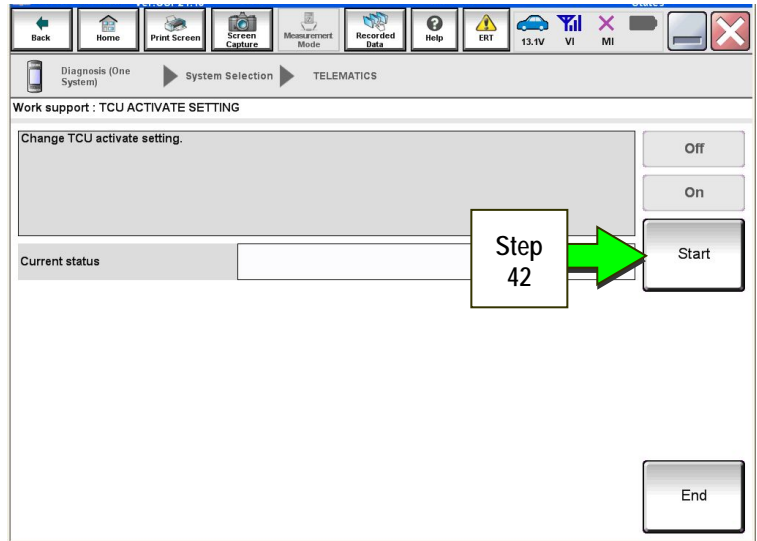 Back
Home
Print Screen
Screen
Capture
Measurement
Mode
Recorded
Data
Help
ERT
13.1V
VI
MI
Diagnosis (One
System)
System Selection
TELEMATICS
Work support : TCU ACTIVATE SETTING
Change TCU activate setting.
Off
On
Step
42
Start
Current status
End